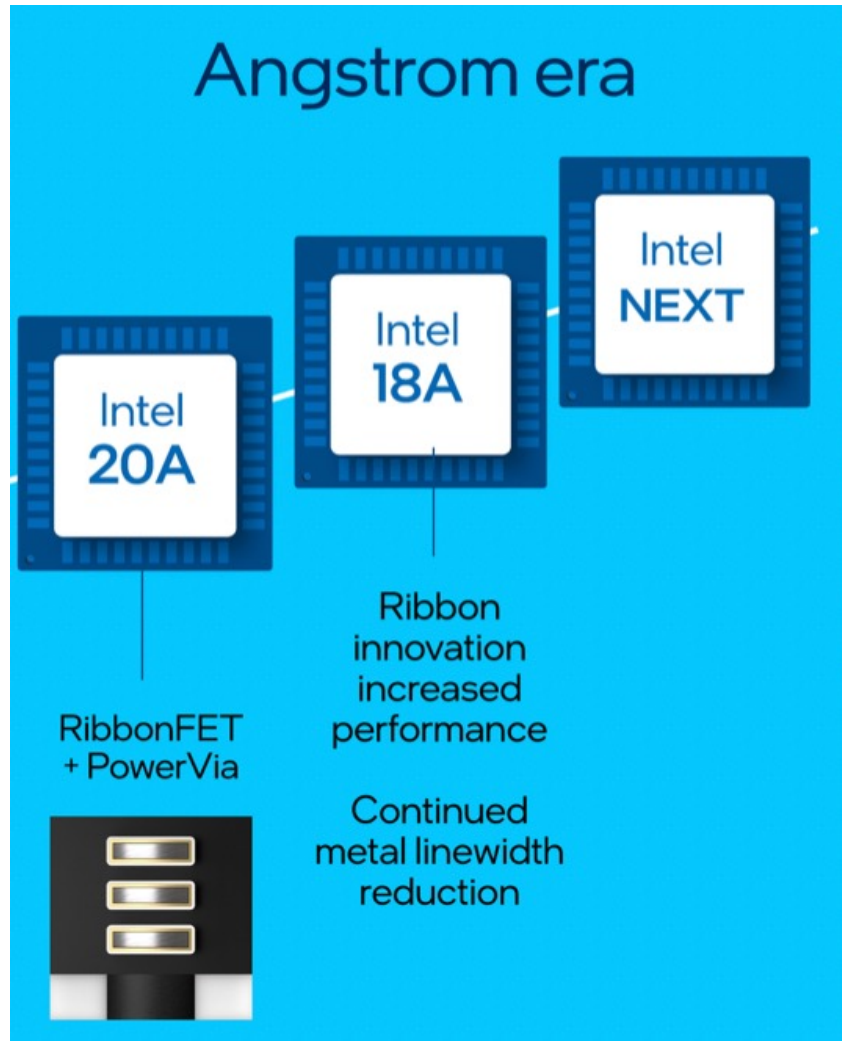 Angstrom era
Intel
20A
Intel
18A
Intel
NEXT
RibbonFET
+ PowerVia
Ribbon
innovation
increased
performance
Continued
metal linewidth
reduction